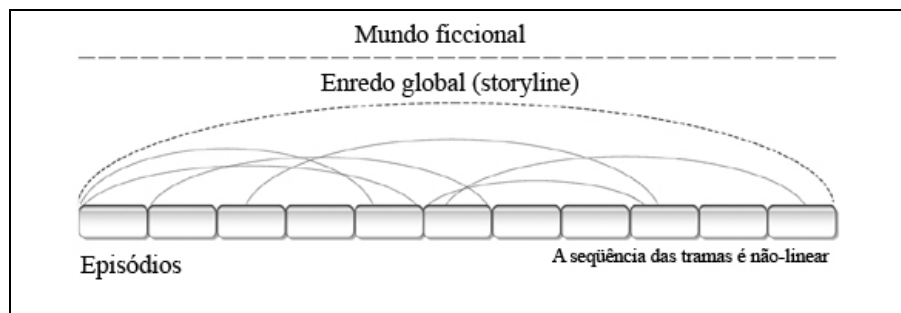 Mundo ficcional
Enredo global (storyline)
Episódios
A seqüência das tramas é não-linear